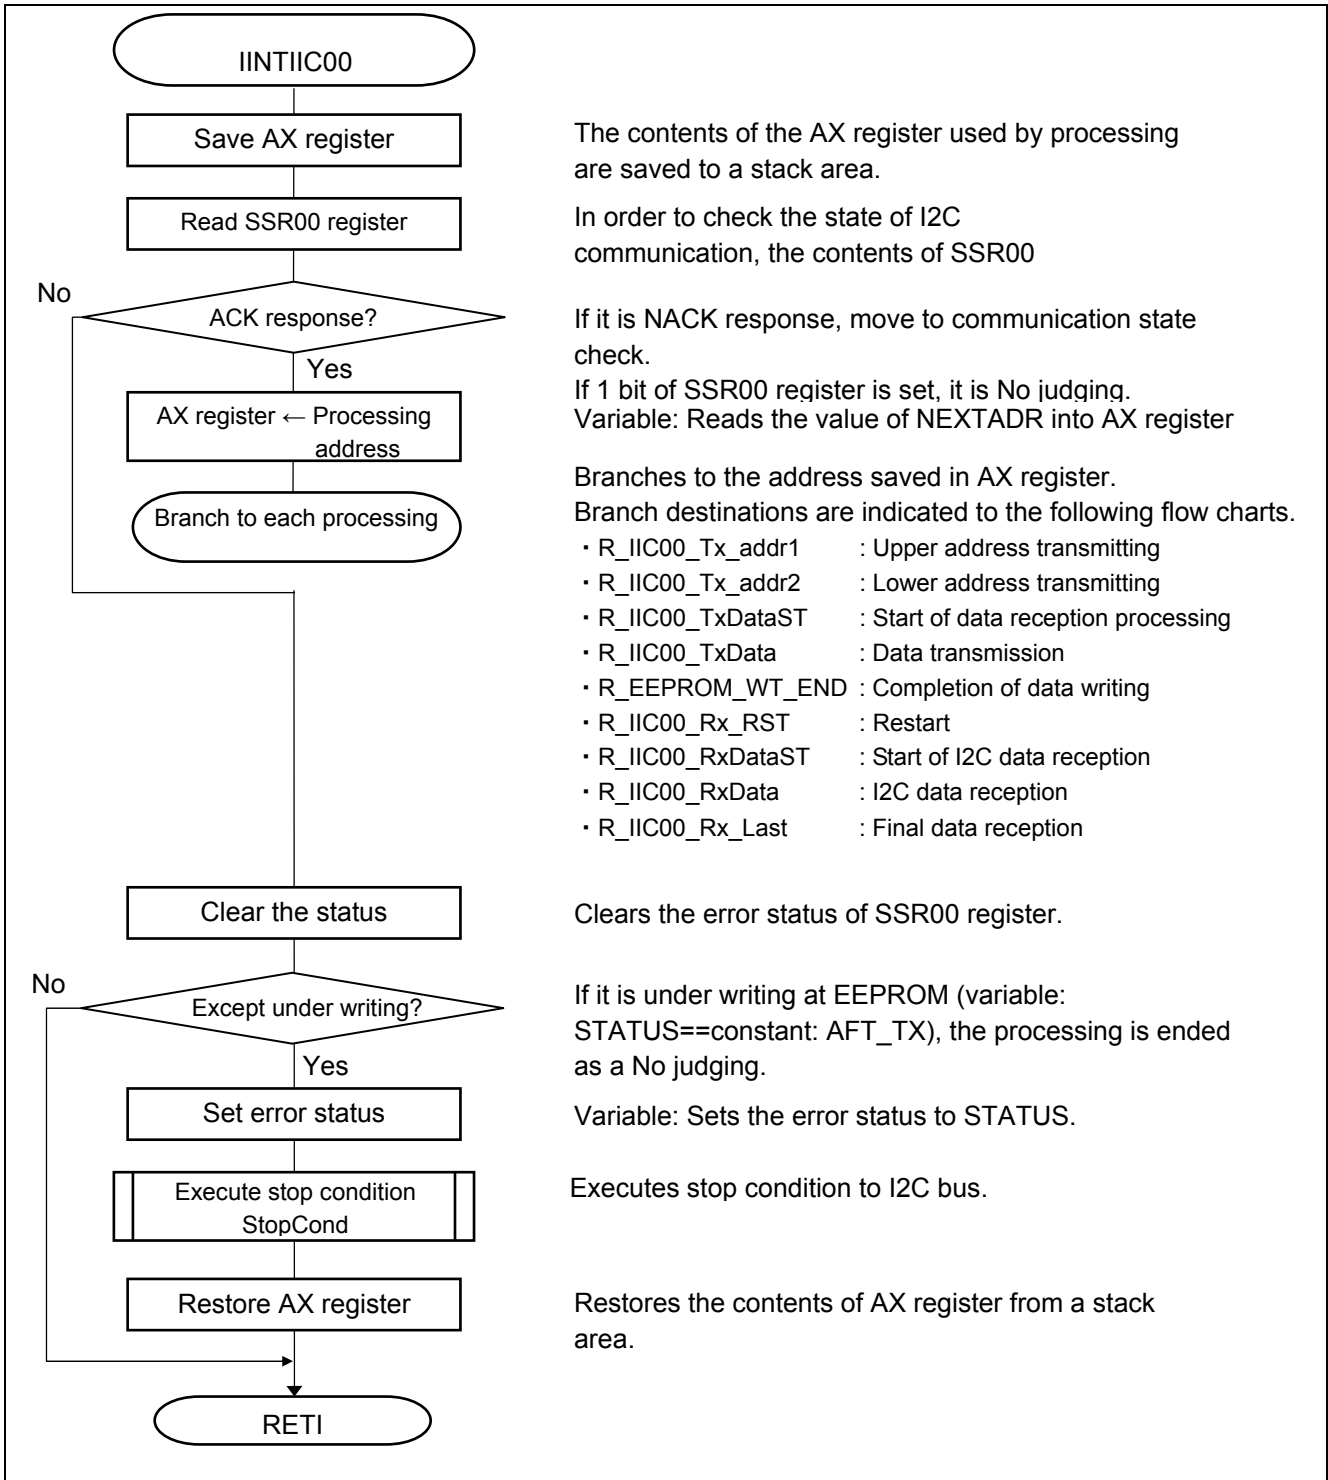 IINTIIC00
Save AX register
The contents of the AX register used by processing
are saved to a stack area.
Read SSR00 register
In order to check the state of I2C
communication, the contents of SSR00
No
ACK response?
If it is NACK response, move to communication state
check.
If 1 bit of SSR00 register is set, it is No judging.
Yes
AX register ← Processing
address
Variable: Reads the value of NEXTADR into AX register
Branch to each processing
Branches to the address saved in AX register.
Branch destinations are indicated to the following flow charts.
・R_IIC00_Tx_addr1 : Upper address transmitting
・R_IIC00_Tx_addr2 : Lower address transmitting
・R_IIC00_TxDataST : Start of data reception processing
・R_IIC00_TxData : Data transmission
・R_EEPROM_WT_END : Completion of data writing
・R_IIC00_Rx_RST : Restart
・R_IIC00_RxDataST : Start of I2C data reception
・R_IIC00_RxData : I2C data reception
・R_IIC00_Rx_Last : Final data reception
Clear the status
Clears the error status of SSR00 register.
No
Except under writing?
If it is under writing at EEPROM (variable:
STATUS==constant: AFT_TX), the processing is ended
as a No judging.
Yes
Set error status
Variable: Sets the error status to STATUS.
Execute stop condition
StopCond
Executes stop condition to I2C bus.
Restore AX register
Restores the contents of AX register from a stack
area.
RETI